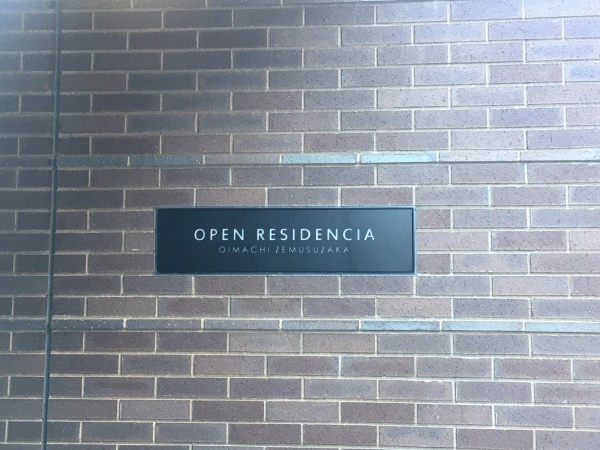 OPEN RESIDENCIA
OIMACHI ZEMUSUZAKA